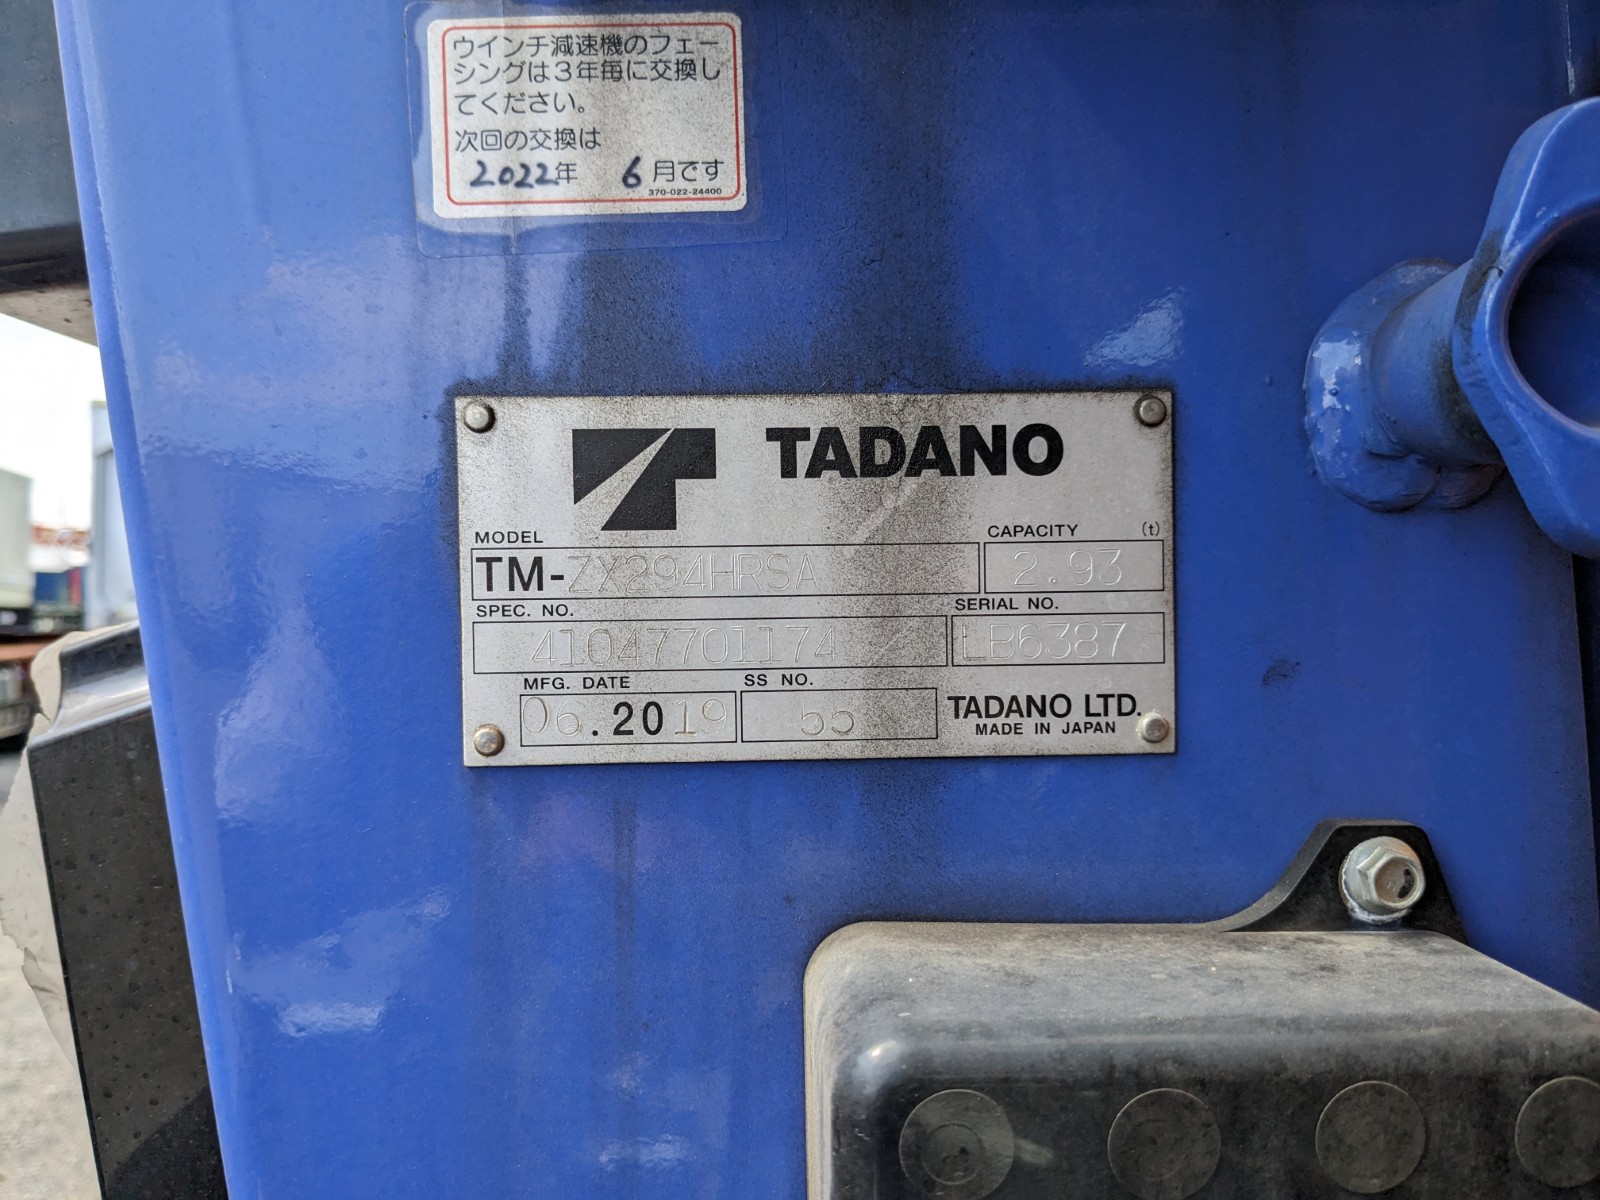 ウインチ減速機のフェー
シングは3年毎に交換し
てください。
次回の交換は
2022年 6月です
370-022-24400
TADANO
MODEL CAPACITY (t)
TM-ZX294HRSA 2.93
SPEC. NO. SERIAL NO.
41047701174 LB6387
MFG. DATE SS NO.
06.2019 55 TADANO LTD.
MADE IN JAPAN